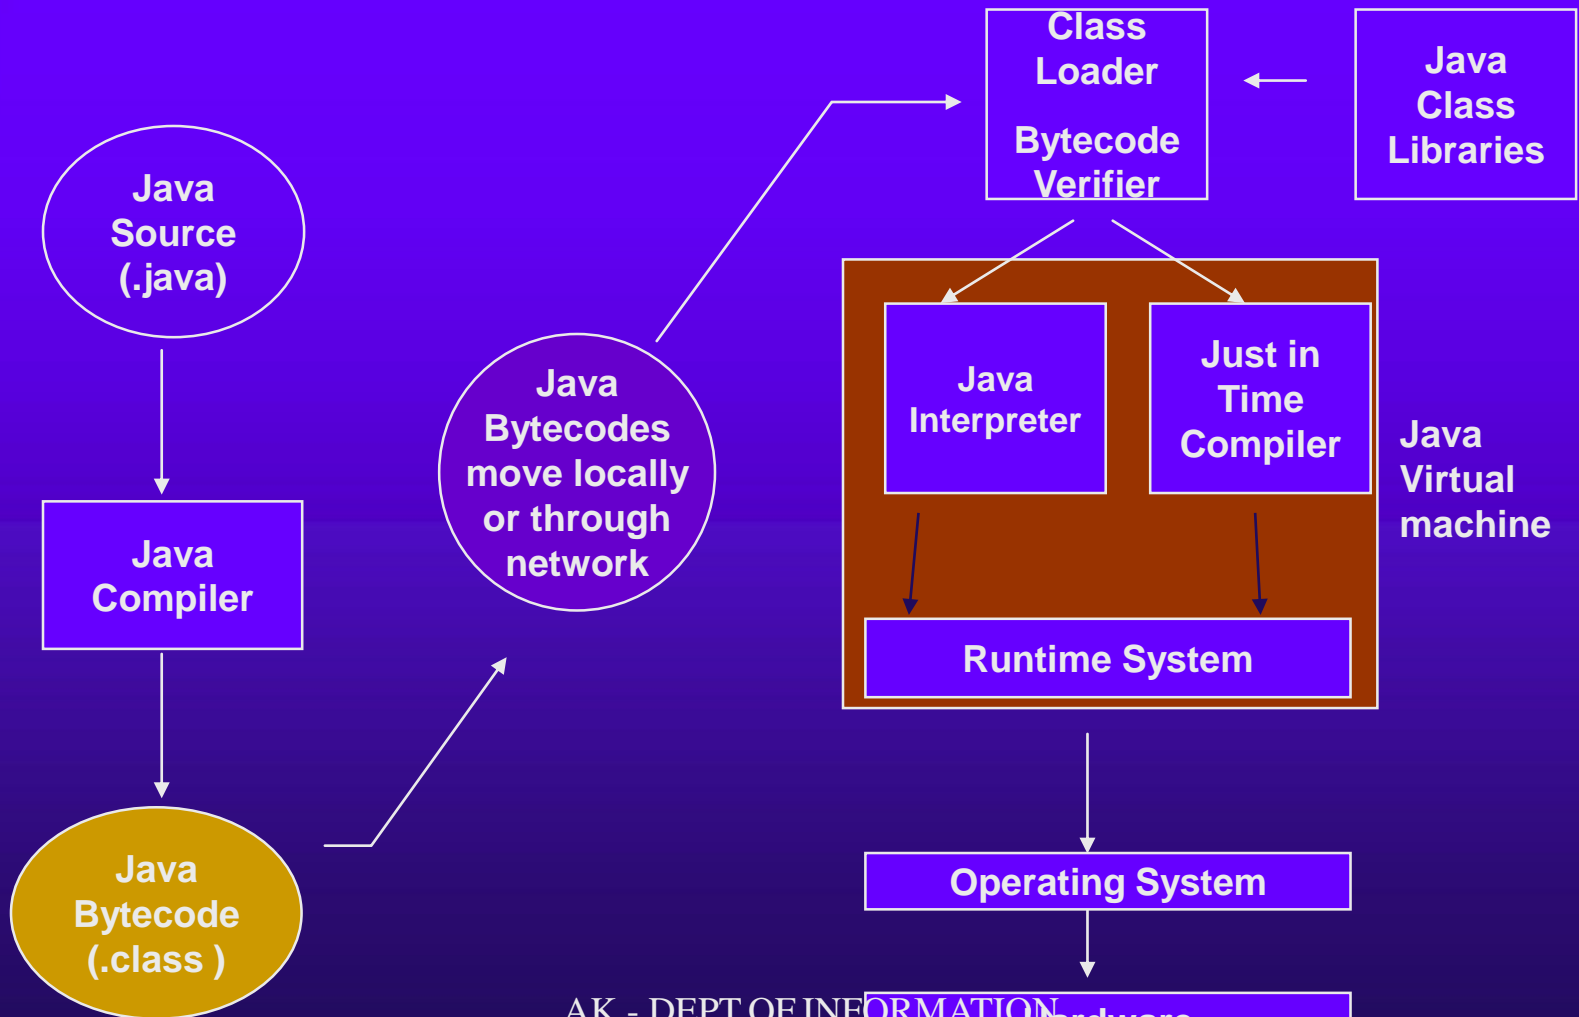 Java
Source
(.java)
Java
Compiler
Java
Bytecode
(.class )
Java
Bytecodes
move locally
or through
network
Class
Loader
Bytecode
Verifier
Java
Class
Libraries
Java
Interpreter
Just in
Time
Compiler
Java
Virtual
machine
Runtime System
Operating System
AK - DEPT OF INFORMATION